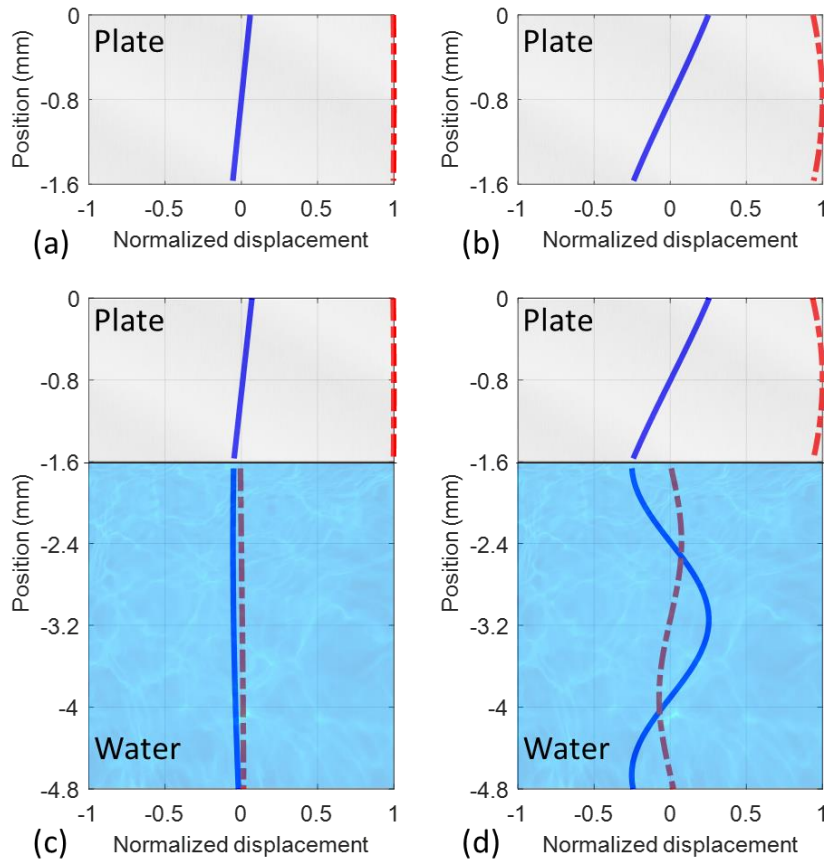 0
-0.8
-1.6
Position (mm)
Plate
-1 -0.5 0 0.5 1
Normalized displacement
(a)
0
-0.8
-1.6
Position (mm)
Plate
-1 -0.5 0 0.5 1
Normalized displacement
(b)
0
-0.8
-1.6
Position (mm)
Plate
-2.4
-3.2
-4
-4.8
Position (mm)
Water
-1 -0.5 0 0.5 1
Normalized displacement
(c)
0
-0.8
-1.6
Position (mm)
Plate
-2.4
-3.2
-4
-4.8
Position (mm)
Water
-1 -0.5 0 0.5 1
Normalized displacement
(d)